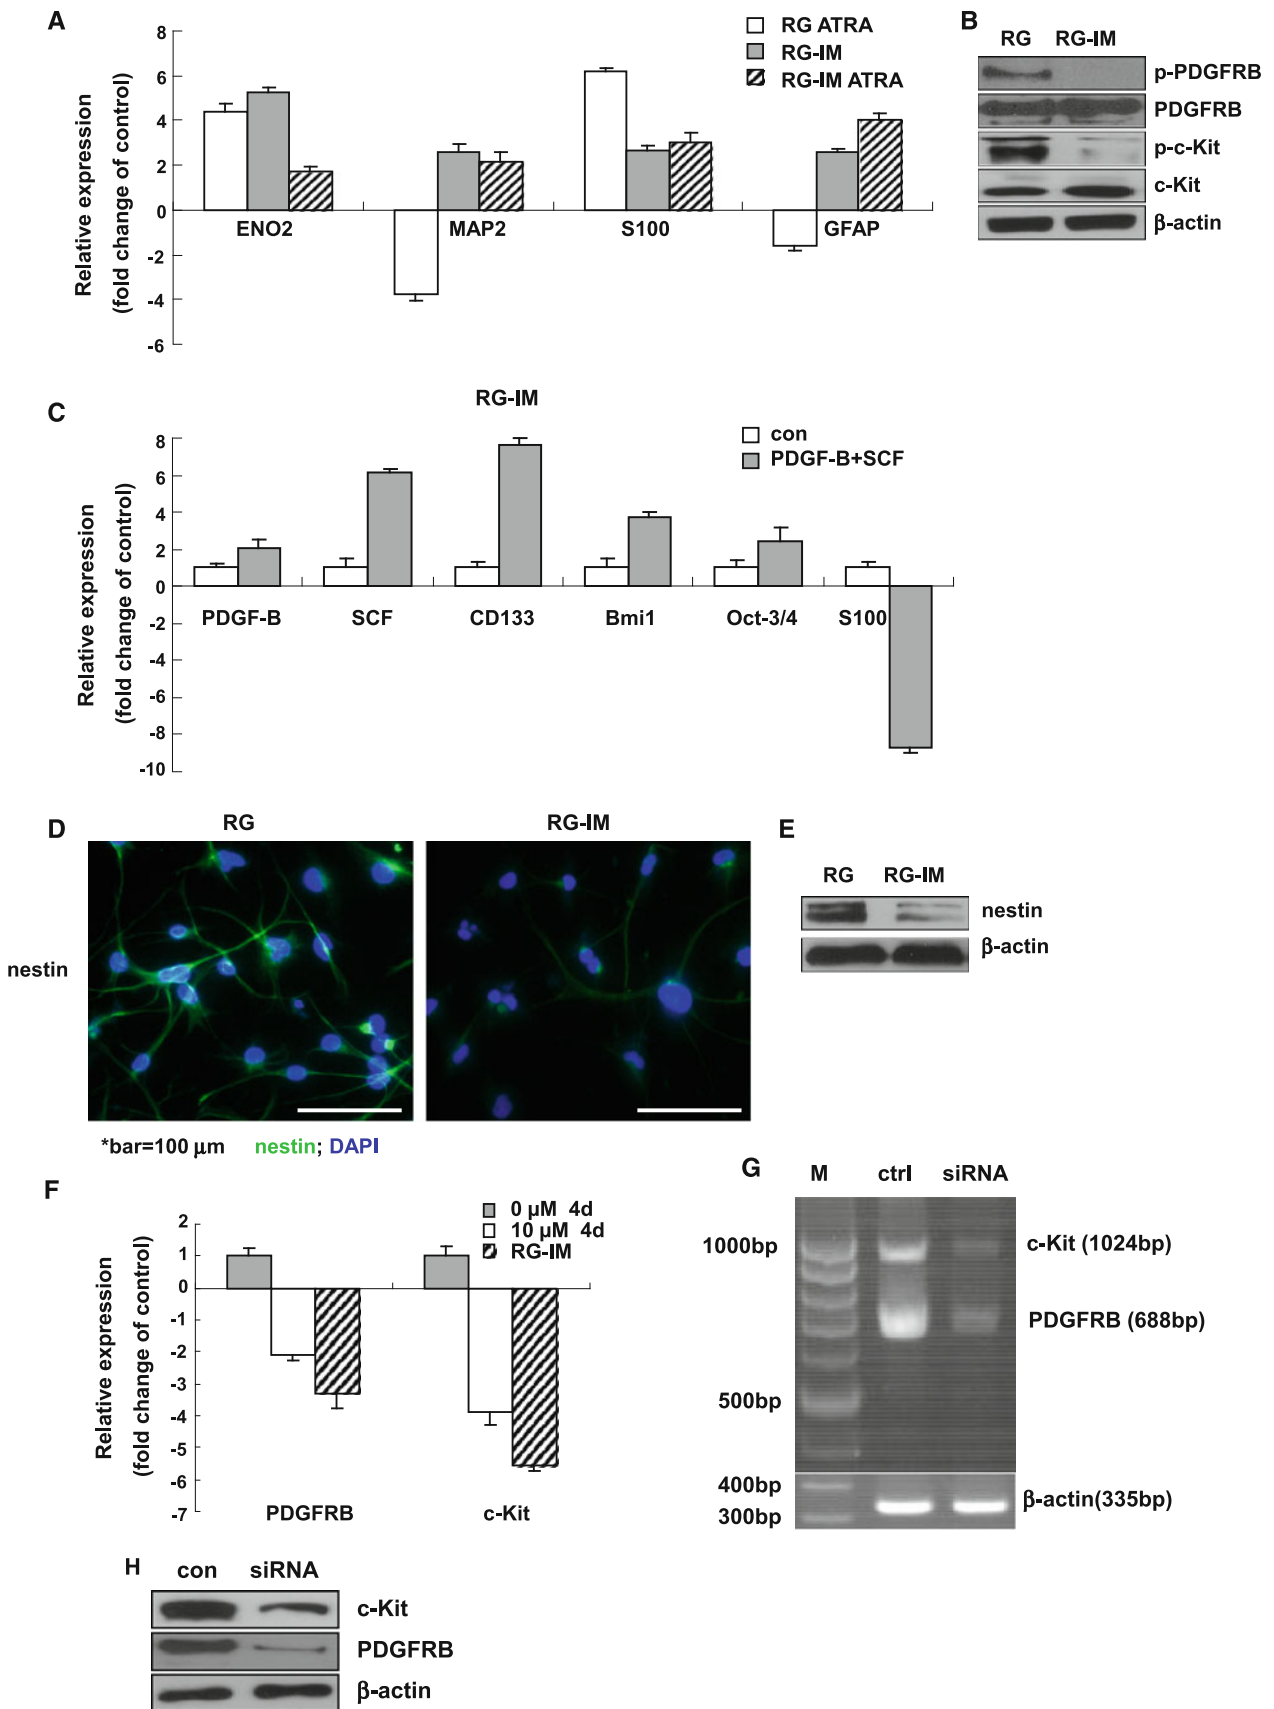 A
RG ATRA
RG-IM
RG-IM ATRA
Relative expression
(fold change of control)
8
6
4
2
0
-2
-4
-6
ENO2
MAP2
S100
GFAP
B
RG RG-IM
p-PDGFRB
PDGFRB
p-c-Kit
c-Kit
β-actin
C
RG-IM
con
PDGF-B+SCF
Relative expression
(fold change of control)
8
6
4
2
0
-2
-4
-6
-8
-10
PDGF-B
SCF
CD133
Bmi1
Oct-3/4
S100
D
RG
RG-IM
nestin
*bar=100 µm nestin; DAPI
E
RG RG-IM
nestin
β-actin
F
0 µM 4d
10 µM 4d
RG-IM
Relative expression
(fold change of control)
2
1
0
-1
-2
-3
-4
-5
-6
-7
PDGFRB
c-Kit
G
M ctrl siRNA
1000bp
500bp
400bp
300bp
c-Kit (1024bp)
PDGFRB (688bp)
β-actin(335bp)
H
con siRNA
c-Kit
PDGFRB
β-actin